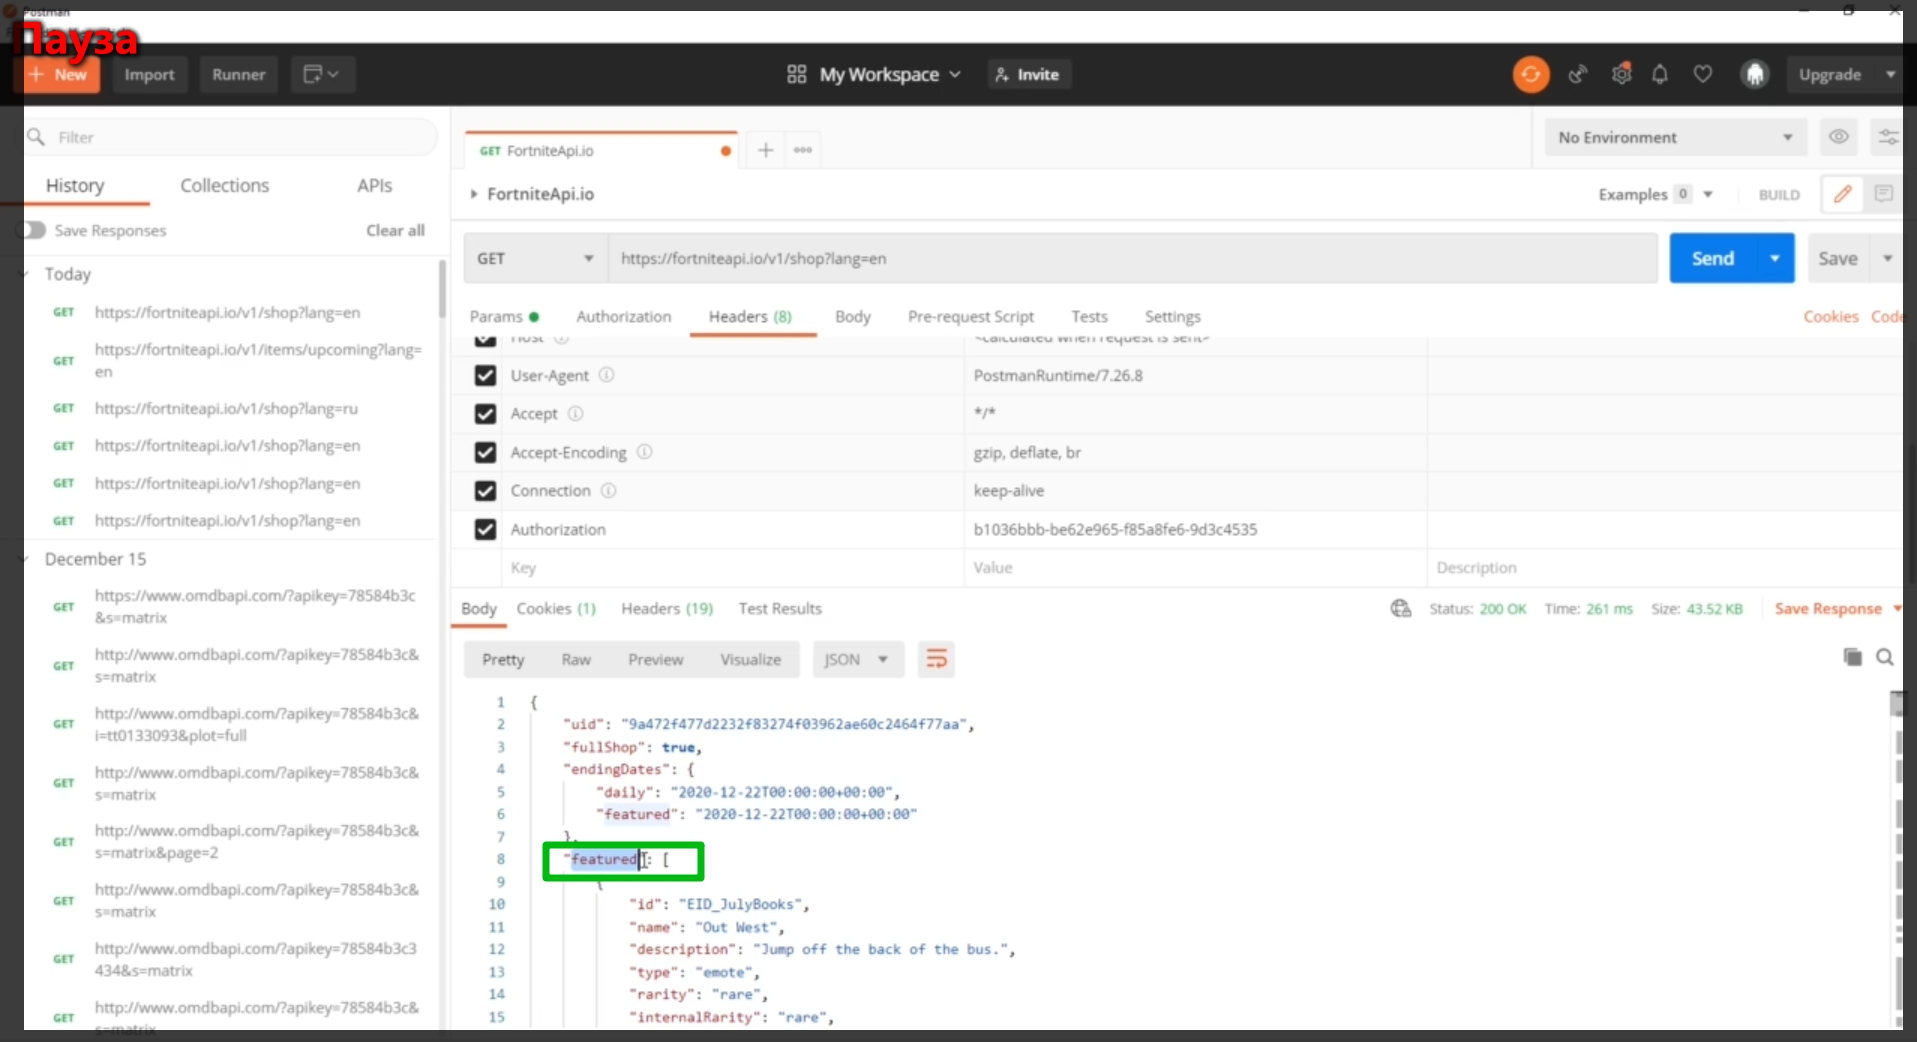 Postman
Пауза
New
Import
Runner
My Workspace
Invite
Upgrade
Filter
GET FortniteApi.io
No Environment
History
Collections
APIs
FortniteApi.io
Examples 0
BUILD
Save Responses
Clear all
GET
https://fortniteapi.io/v1/shop?lang=en
Send
Save
Today
GET https://fortniteapi.io/v1/shop?lang=en
GET https://fortniteapi.io/v1/items/upcoming?lang=
en
GET https://fortniteapi.io/v1/shop?lang=ru
GET https://fortniteapi.io/v1/shop?lang=en
GET https://fortniteapi.io/v1/shop?lang=en
GET https://fortniteapi.io/v1/shop?lang=en
December 15
GET https://www.omdbapi.com/?apikey=78584b3c
&s=matrix
GET http://www.omdbapi.com/?apikey=78584b3c&
s=matrix
GET http://www.omdbapi.com/?apikey=78584b3c&
i=tt0133093&plot=full
GET http://www.omdbapi.com/?apikey=78584b3c&
s=matrix
GET http://www.omdbapi.com/?apikey=78584b3c&
s=matrix&page=2
GET http://www.omdbapi.com/?apikey=78584b3c&
s=matrix
GET http://www.omdbapi.com/?apikey=78584b3c3
434&s=matrix
GET http://www.omdbapi.com/?apikey=78584b3c&
s=matrix
Params
Authorization
Headers (8)
Body
Pre-request Script
Tests
Settings
Cookies
Code
Host <calculated when request is sent>
User-Agent PostmanRuntime/7.26.8
Accept */*
Accept-Encoding gzip, deflate, br
Connection keep-alive
Authorization b1036bbb-be62e965-f85a8fe6-9d3c4535
Key Value Description
Body
Cookies (1)
Headers (19)
Test Results
Status: 200 OK
Time: 261 ms
Size: 43.52 KB
Save Response
Pretty
Raw
Preview
Visualize
JSON
1 {
2 "uid": "9a472f477d2232f83274f03962ae60c2464f77aa",
3 "fullShop": true,
4 "endingDates": {
5 "daily": "2020-12-22T00:00:00+00:00",
6 "featured": "2020-12-22T00:00:00+00:00"
7 },
8 "featured": [
9 {
10 "id": "EID_JulyBooks",
11 "name": "Out West",
12 "description": "Jump off the back of the bus.",
13 "type": "emote",
14 "rarity": "rare",
15 "internalRarity": "rare",